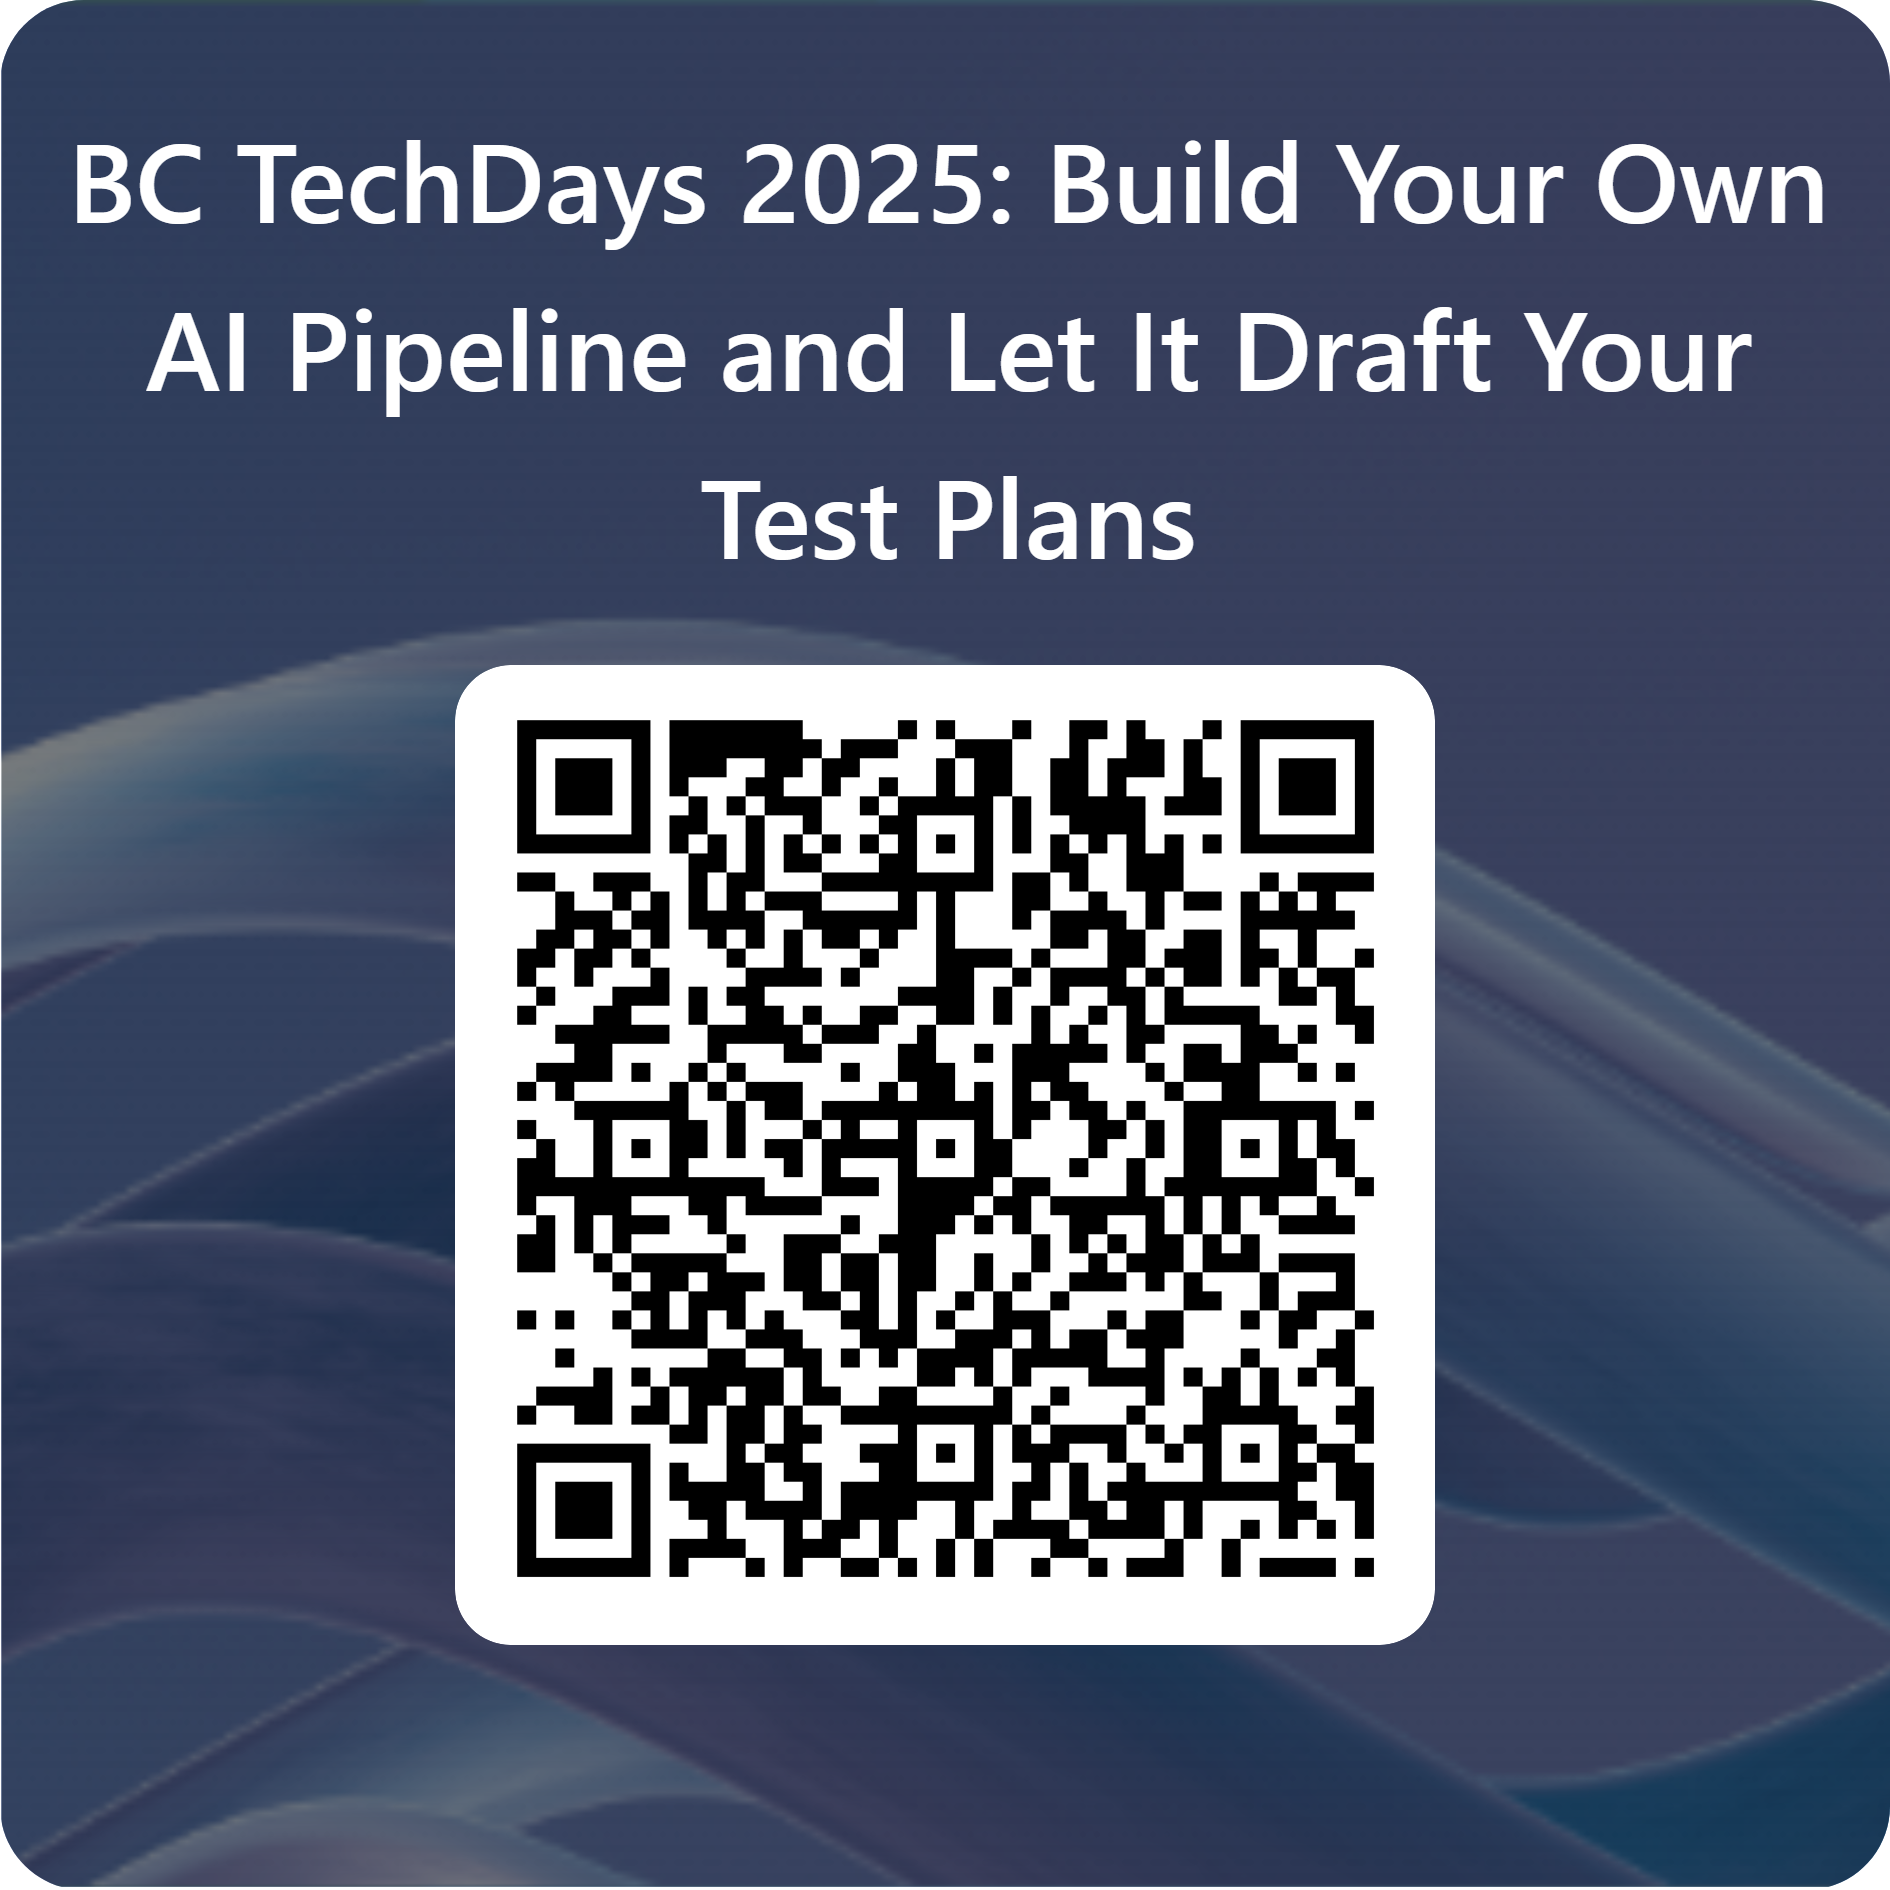 BC TechDays 2025: Build Your Own
AI Pipeline and Let It Draft Your
Test Plans